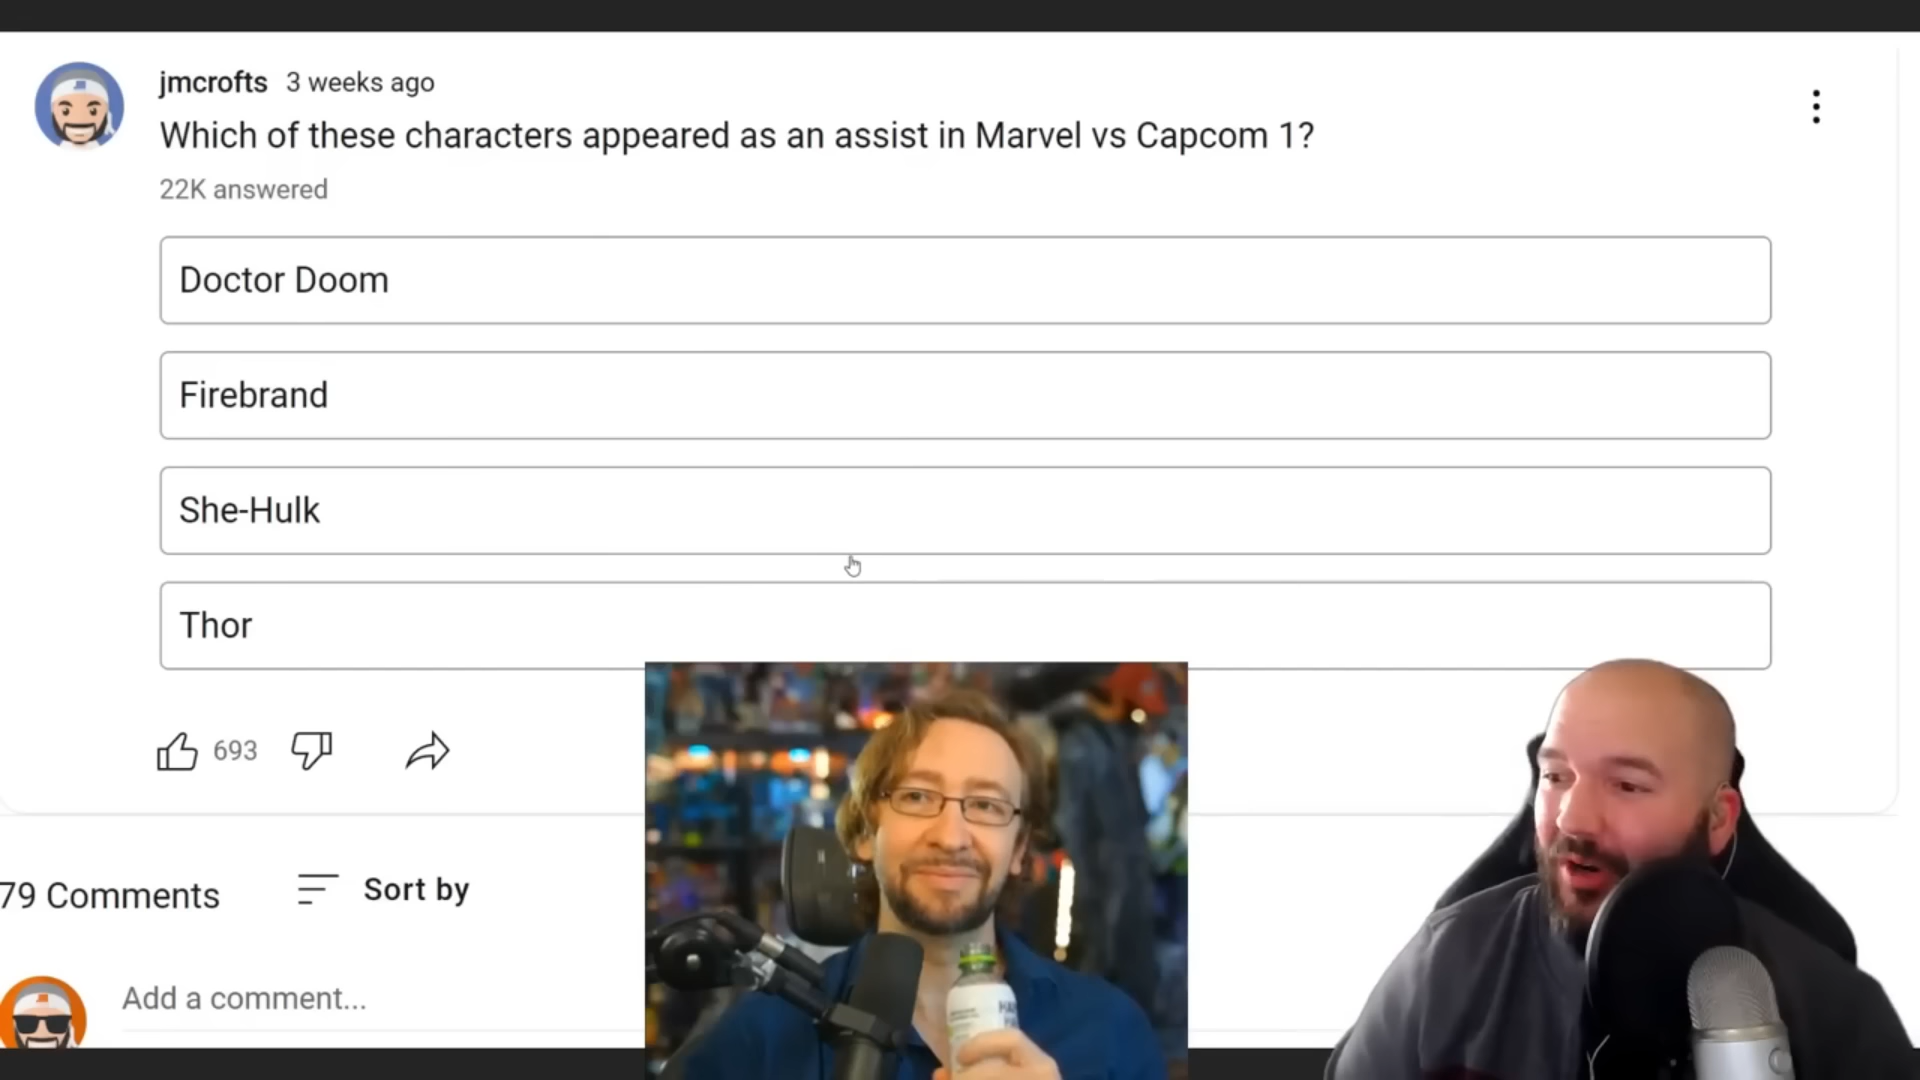 jmcrofts 3 weeks ago
Which of these characters appeared as an assist in Marvel vs Capcom 1?
22K answered
Doctor Doom
Firebrand
She-Hulk
Thor
693
79 Comments
Sort by
Add a comment...